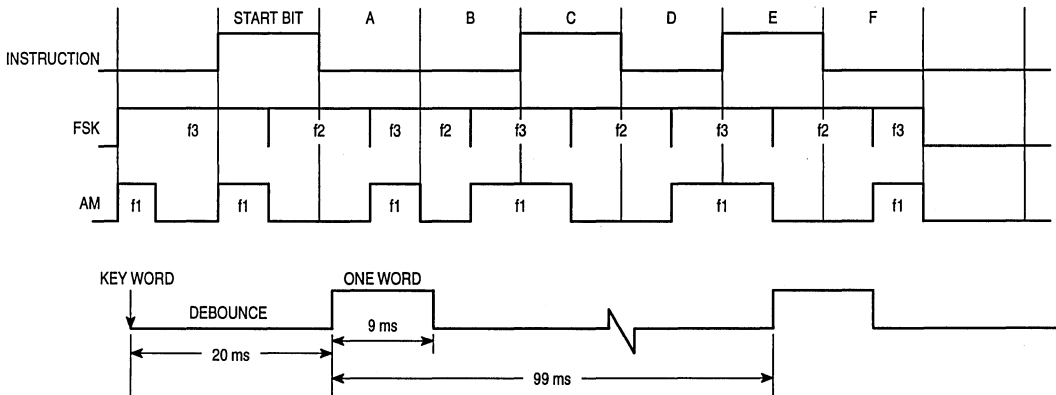 START BIT A B C D E F
INSTRUCTION
FSK f3 f2 f3 f2 f3 f2 f3 f2 f3
AM f1 f1 f1 f1 f1 f1
KEY WORD ONE WORD
DEBOUNCE
9 ms
20 ms
99 ms